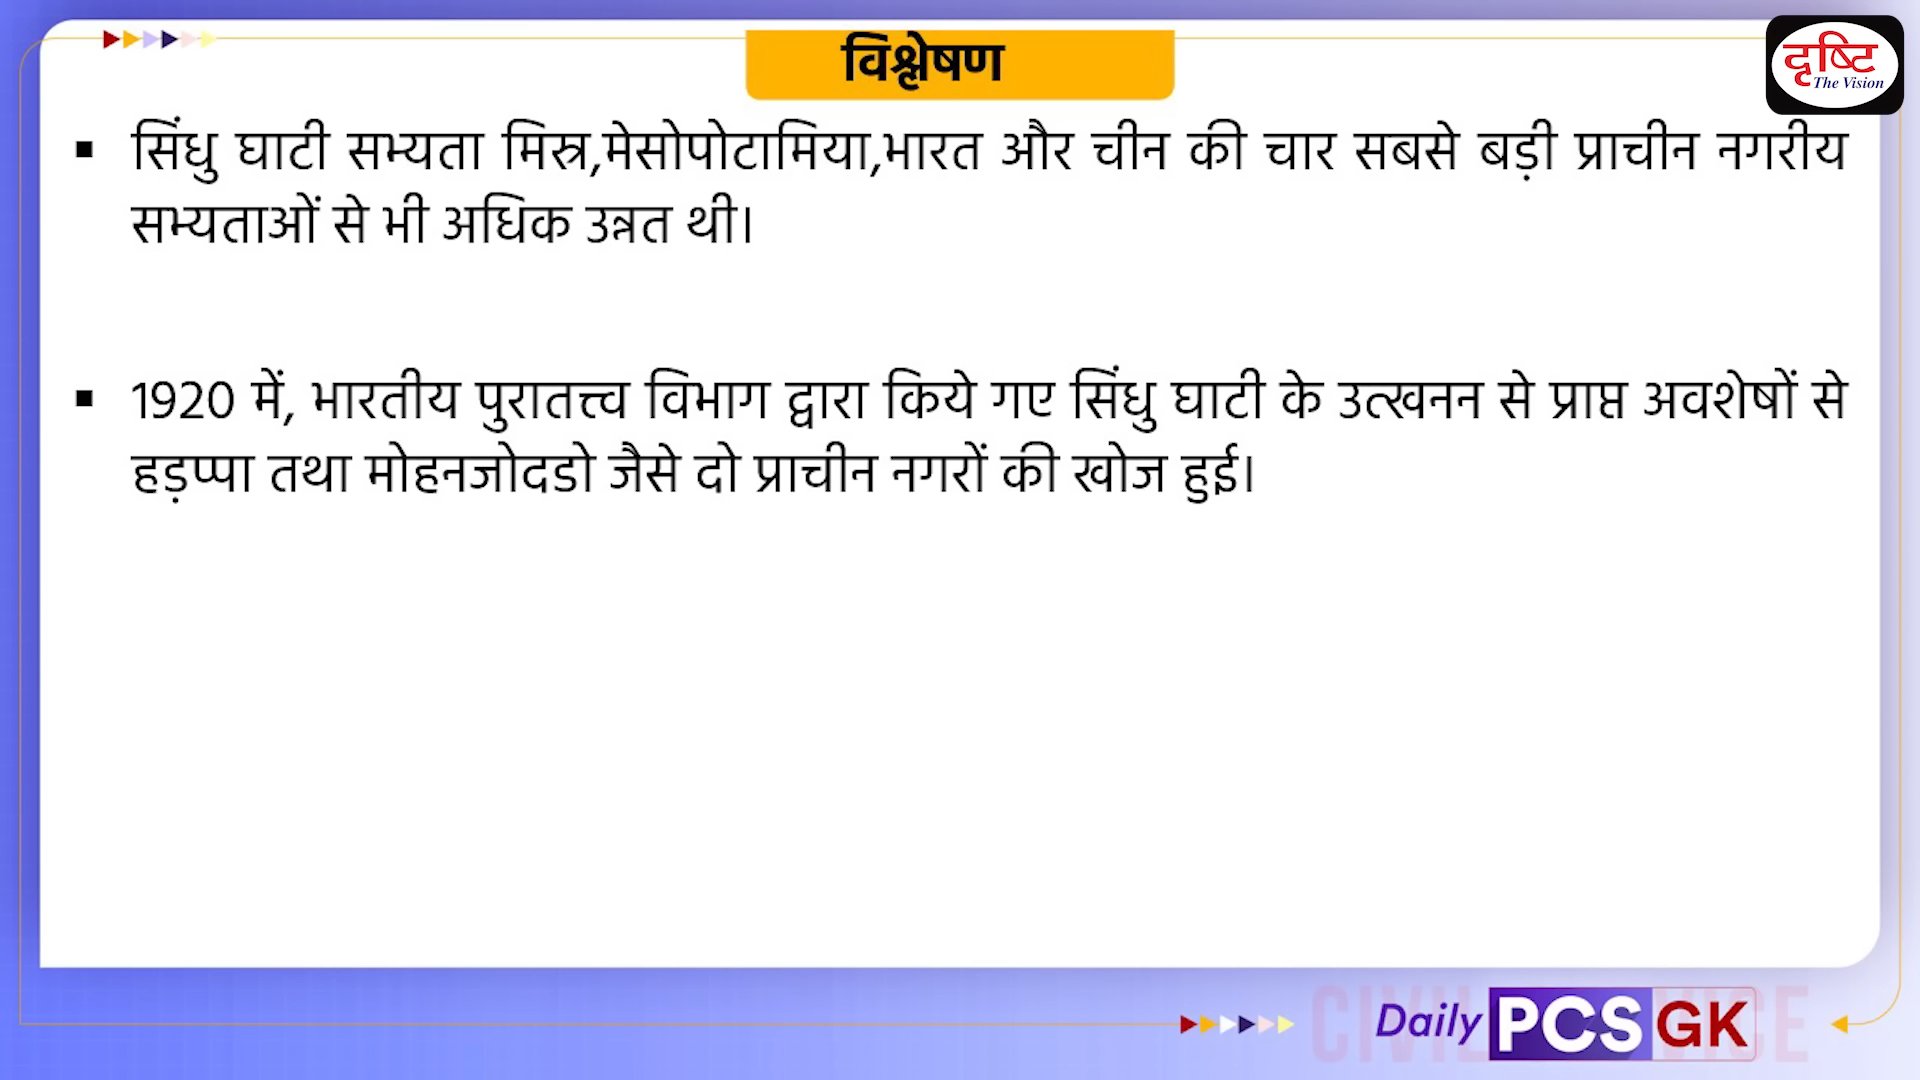 विश्लेषण
दृष्टि
The Vision
▪ सिंधु घाटी सभ्यता मिस्र,मेसोपोटामिया,भारत और चीन की चार सबसे बड़ी प्राचीन नगरीय
सभ्यताओं से भी अधिक उन्नत थी।
▪ 1920 में, भारतीय पुरातत्त्व विभाग द्वारा किये गए सिंधु घाटी के उत्खनन से प्राप्त अवशेषों से
हड़प्पा तथा मोहनजोदडो जैसे दो प्राचीन नगरों की खोज हुई।
Daily PCS GK